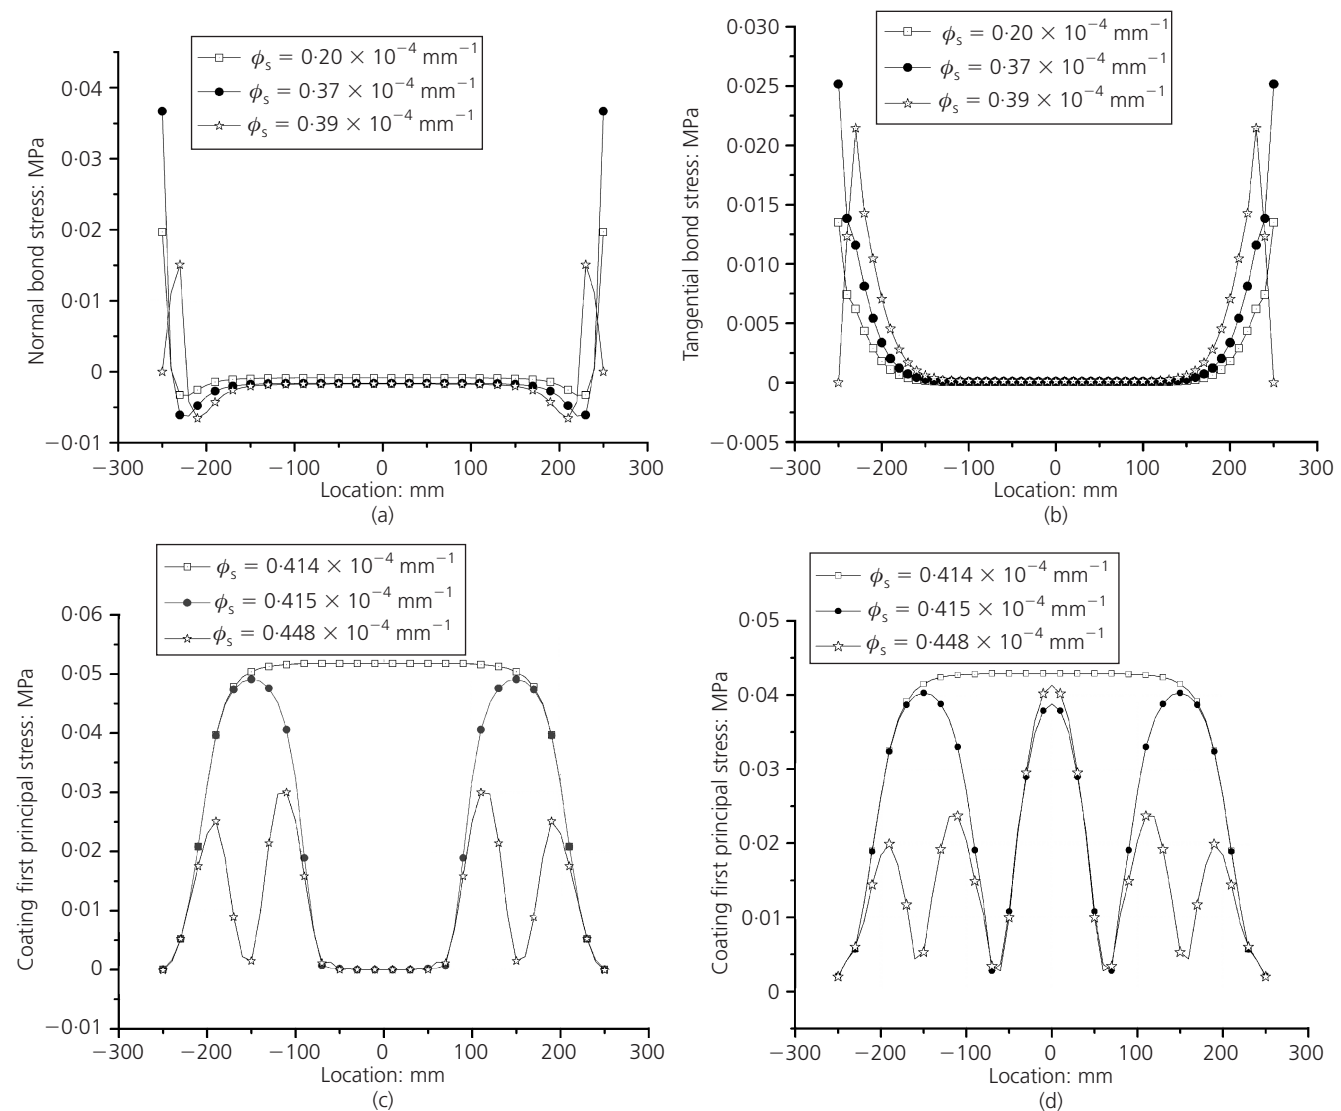 ϕs = 0·20 × 10−4 mm−1
ϕs = 0·37 × 10−4 mm−1
ϕs = 0·39 × 10−4 mm−1
0·04
0·03
0·02
0·01
0
−0·01
Normal bond stress: MPa
−300 −200 −100 0 100 200 300
Location: mm
(a)
ϕs = 0·20 × 10−4 mm−1
ϕs = 0·37 × 10−4 mm−1
ϕs = 0·39 × 10−4 mm−1
0·030
0·025
0·020
0·015
0·010
0·005
0
−0·005
Tangential bond stress: MPa
−300 −200 −100 0 100 200 300
Location: mm
(b)
ϕs = 0·414 × 10−4 mm−1
ϕs = 0·415 × 10−4 mm−1
ϕs = 0·448 × 10−4 mm−1
0·06
0·05
0·04
0·03
0·02
0·01
0
−0·01
Coating first principal stress: MPa
−300 −200 −100 0 100 200 300
Location: mm
(c)
ϕs = 0·414 × 10−4 mm−1
ϕs = 0·415 × 10−4 mm−1
ϕs = 0·448 × 10−4 mm−1
0·05
0·04
0·03
0·02
0·01
0
Coating first principal stress: MPa
−300 −200 −100 0 100 200 300
Location: mm
(d)